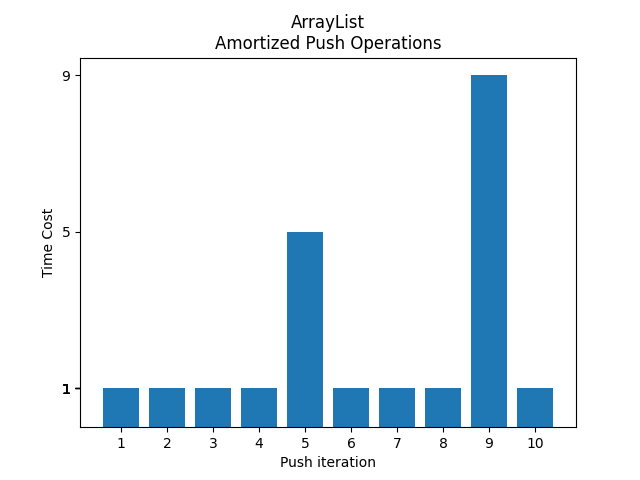 ArrayList
Amortized Push Operations
9
5
1
Time Cost
1 2 3 4 5 6 7 8 9 10
Push iteration